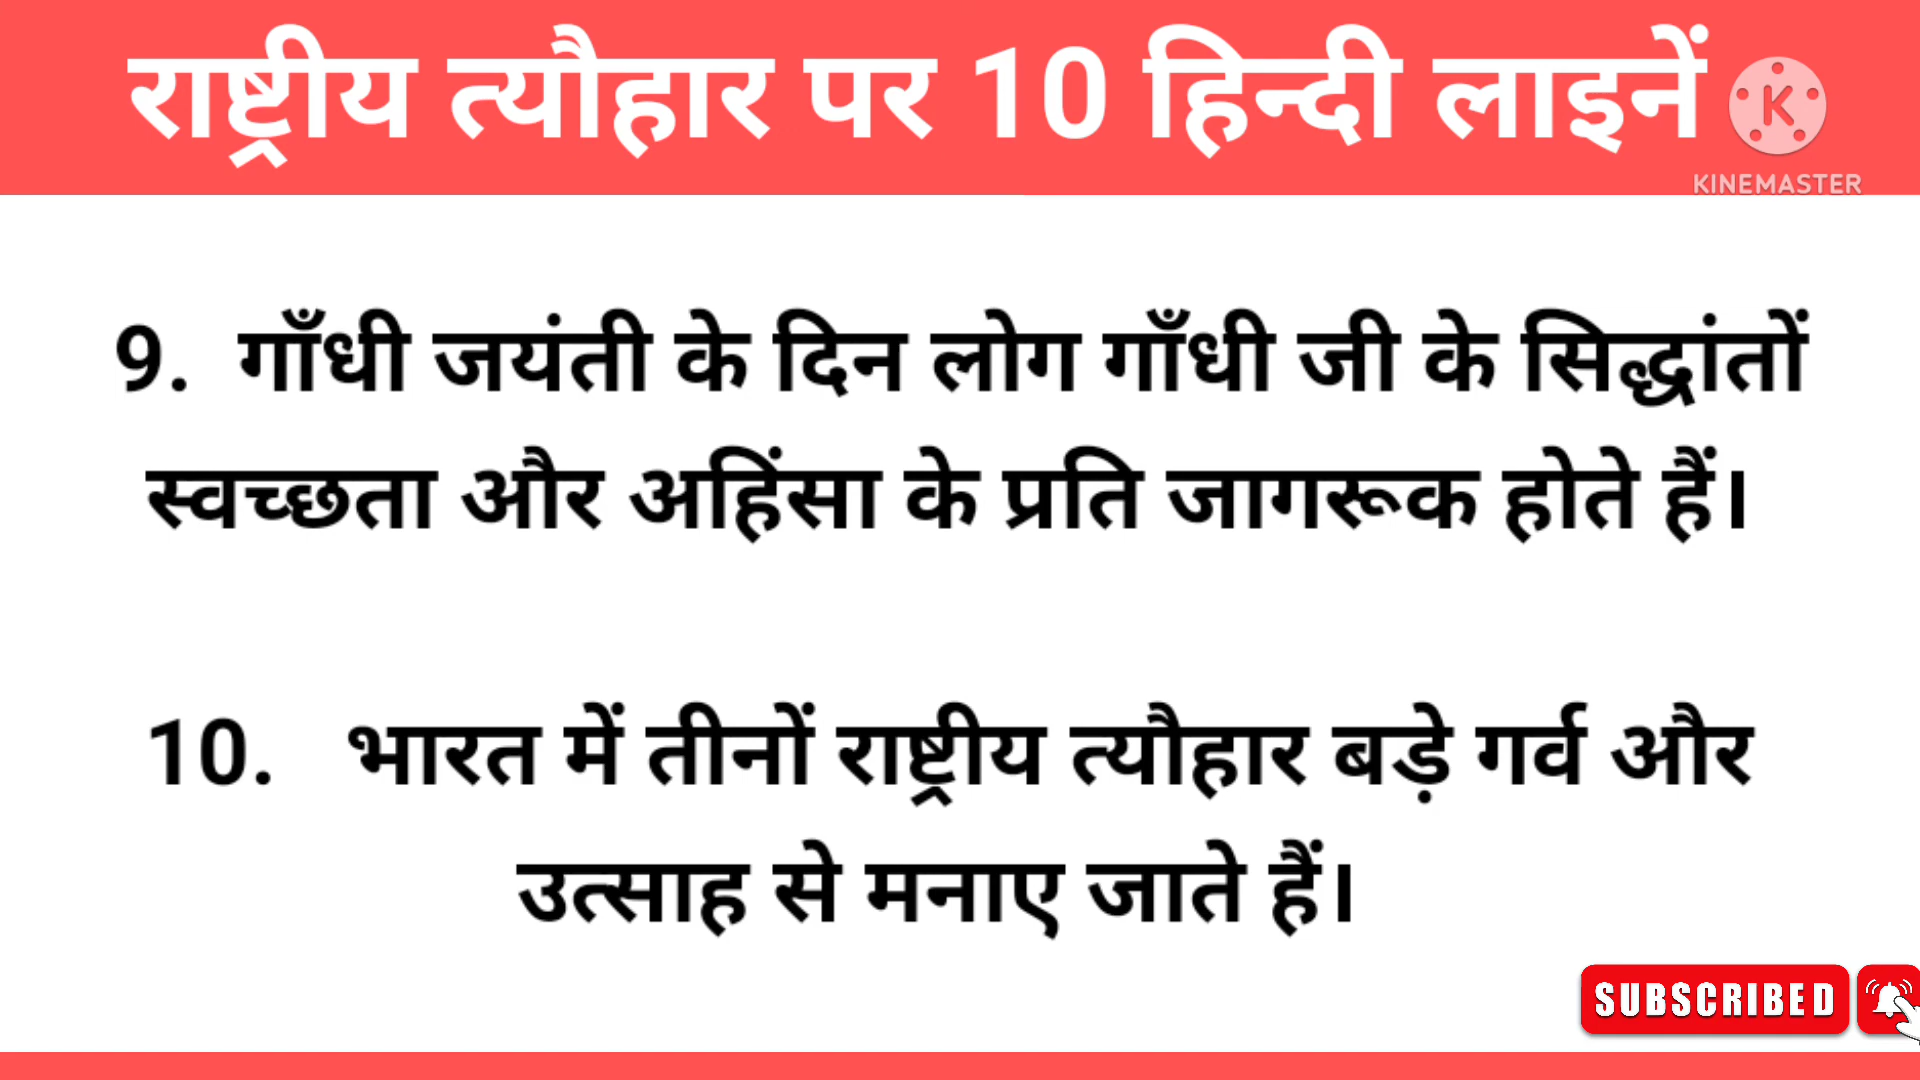 राष्ट्रीय त्यौहार पर 10 हिन्दी लाइनें
KINEMASTER
9. गाँधी जयंती के दिन लोग गाँधी जी के सिद्धांतों
स्वच्छता और अहिंसा के प्रति जागरूक होते हैं।
10. भारत में तीनों राष्ट्रीय त्यौहार बड़े गर्व और
उत्साह से मनाए जाते हैं।
SUBSCRIBED